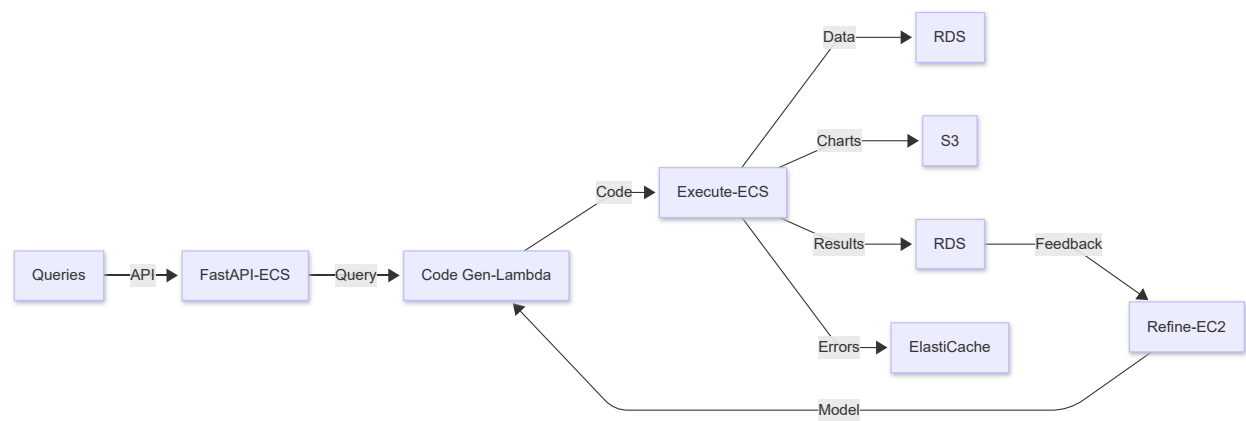 Queries
API
FastAPI-ECS
Query
Code Gen-Lambda
Code
Execute-ECS
Data
RDS
Charts
S3
Results
RDS
Feedback
Errors
ElastiCache
Refine-EC2
Model